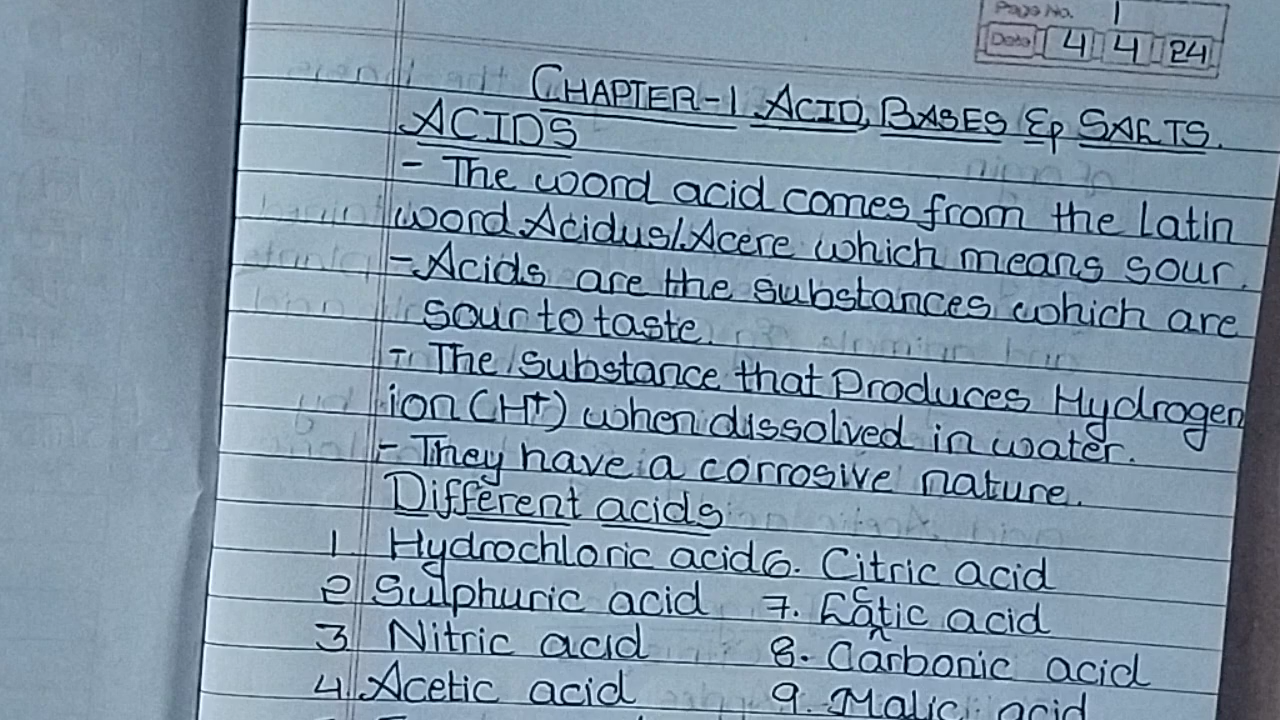 Page No. 1
Date 4 4 24
CHAPTER-1 ACID, BASES & SALTS.
ACIDS
- The word acid comes from the latin
word Acidus/Acere which means sour.
- Acids are the substances which are
sour to taste.
- The substance that Produces Hydrogen
ion (H+) when dissolved in water.
- They have a corrosive nature.
Different acids
1. Hydrochloric acid 6. Citric acid
2 Sulphuric acid 7. Lactic acid
3 Nitric acid 8. Carbonic acid
4 Acetic acid 9. Malic acid